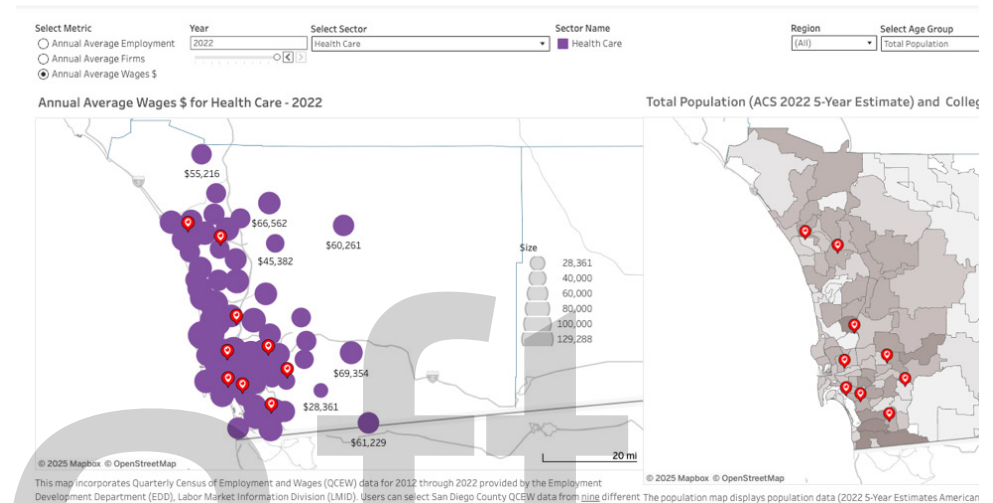 Select Metric
Annual Average Employment
Annual Average Firms
Annual Average Wages $
Year
2022
Select Sector
Health Care
Sector Name
Health Care
Region
(All)
Select Age Group
Total Population
Annual Average Wages $ for Health Care - 2022
$55,216
$66,562
$60,261
$45,382
$69,354
$28,361
$61,229
Size
28,361
40,000
60,000
80,000
100,000
129,288
20 mi
© 2025 Mapbox © OpenStreetMap
This map incorporates Quarterly Census of Employment and Wages (QCEW) data for 2012 through 2022 provided by the Employment
Development Department (EDD), Labor Market Information Division (LMID). Users can select San Diego County QCEW data from nine different
Total Population (ACS 2022 5-Year Estimate) and Colleg
© 2025 Mapbox © OpenStreetMap
The population map displays population data (2022 5-Year Estimates American